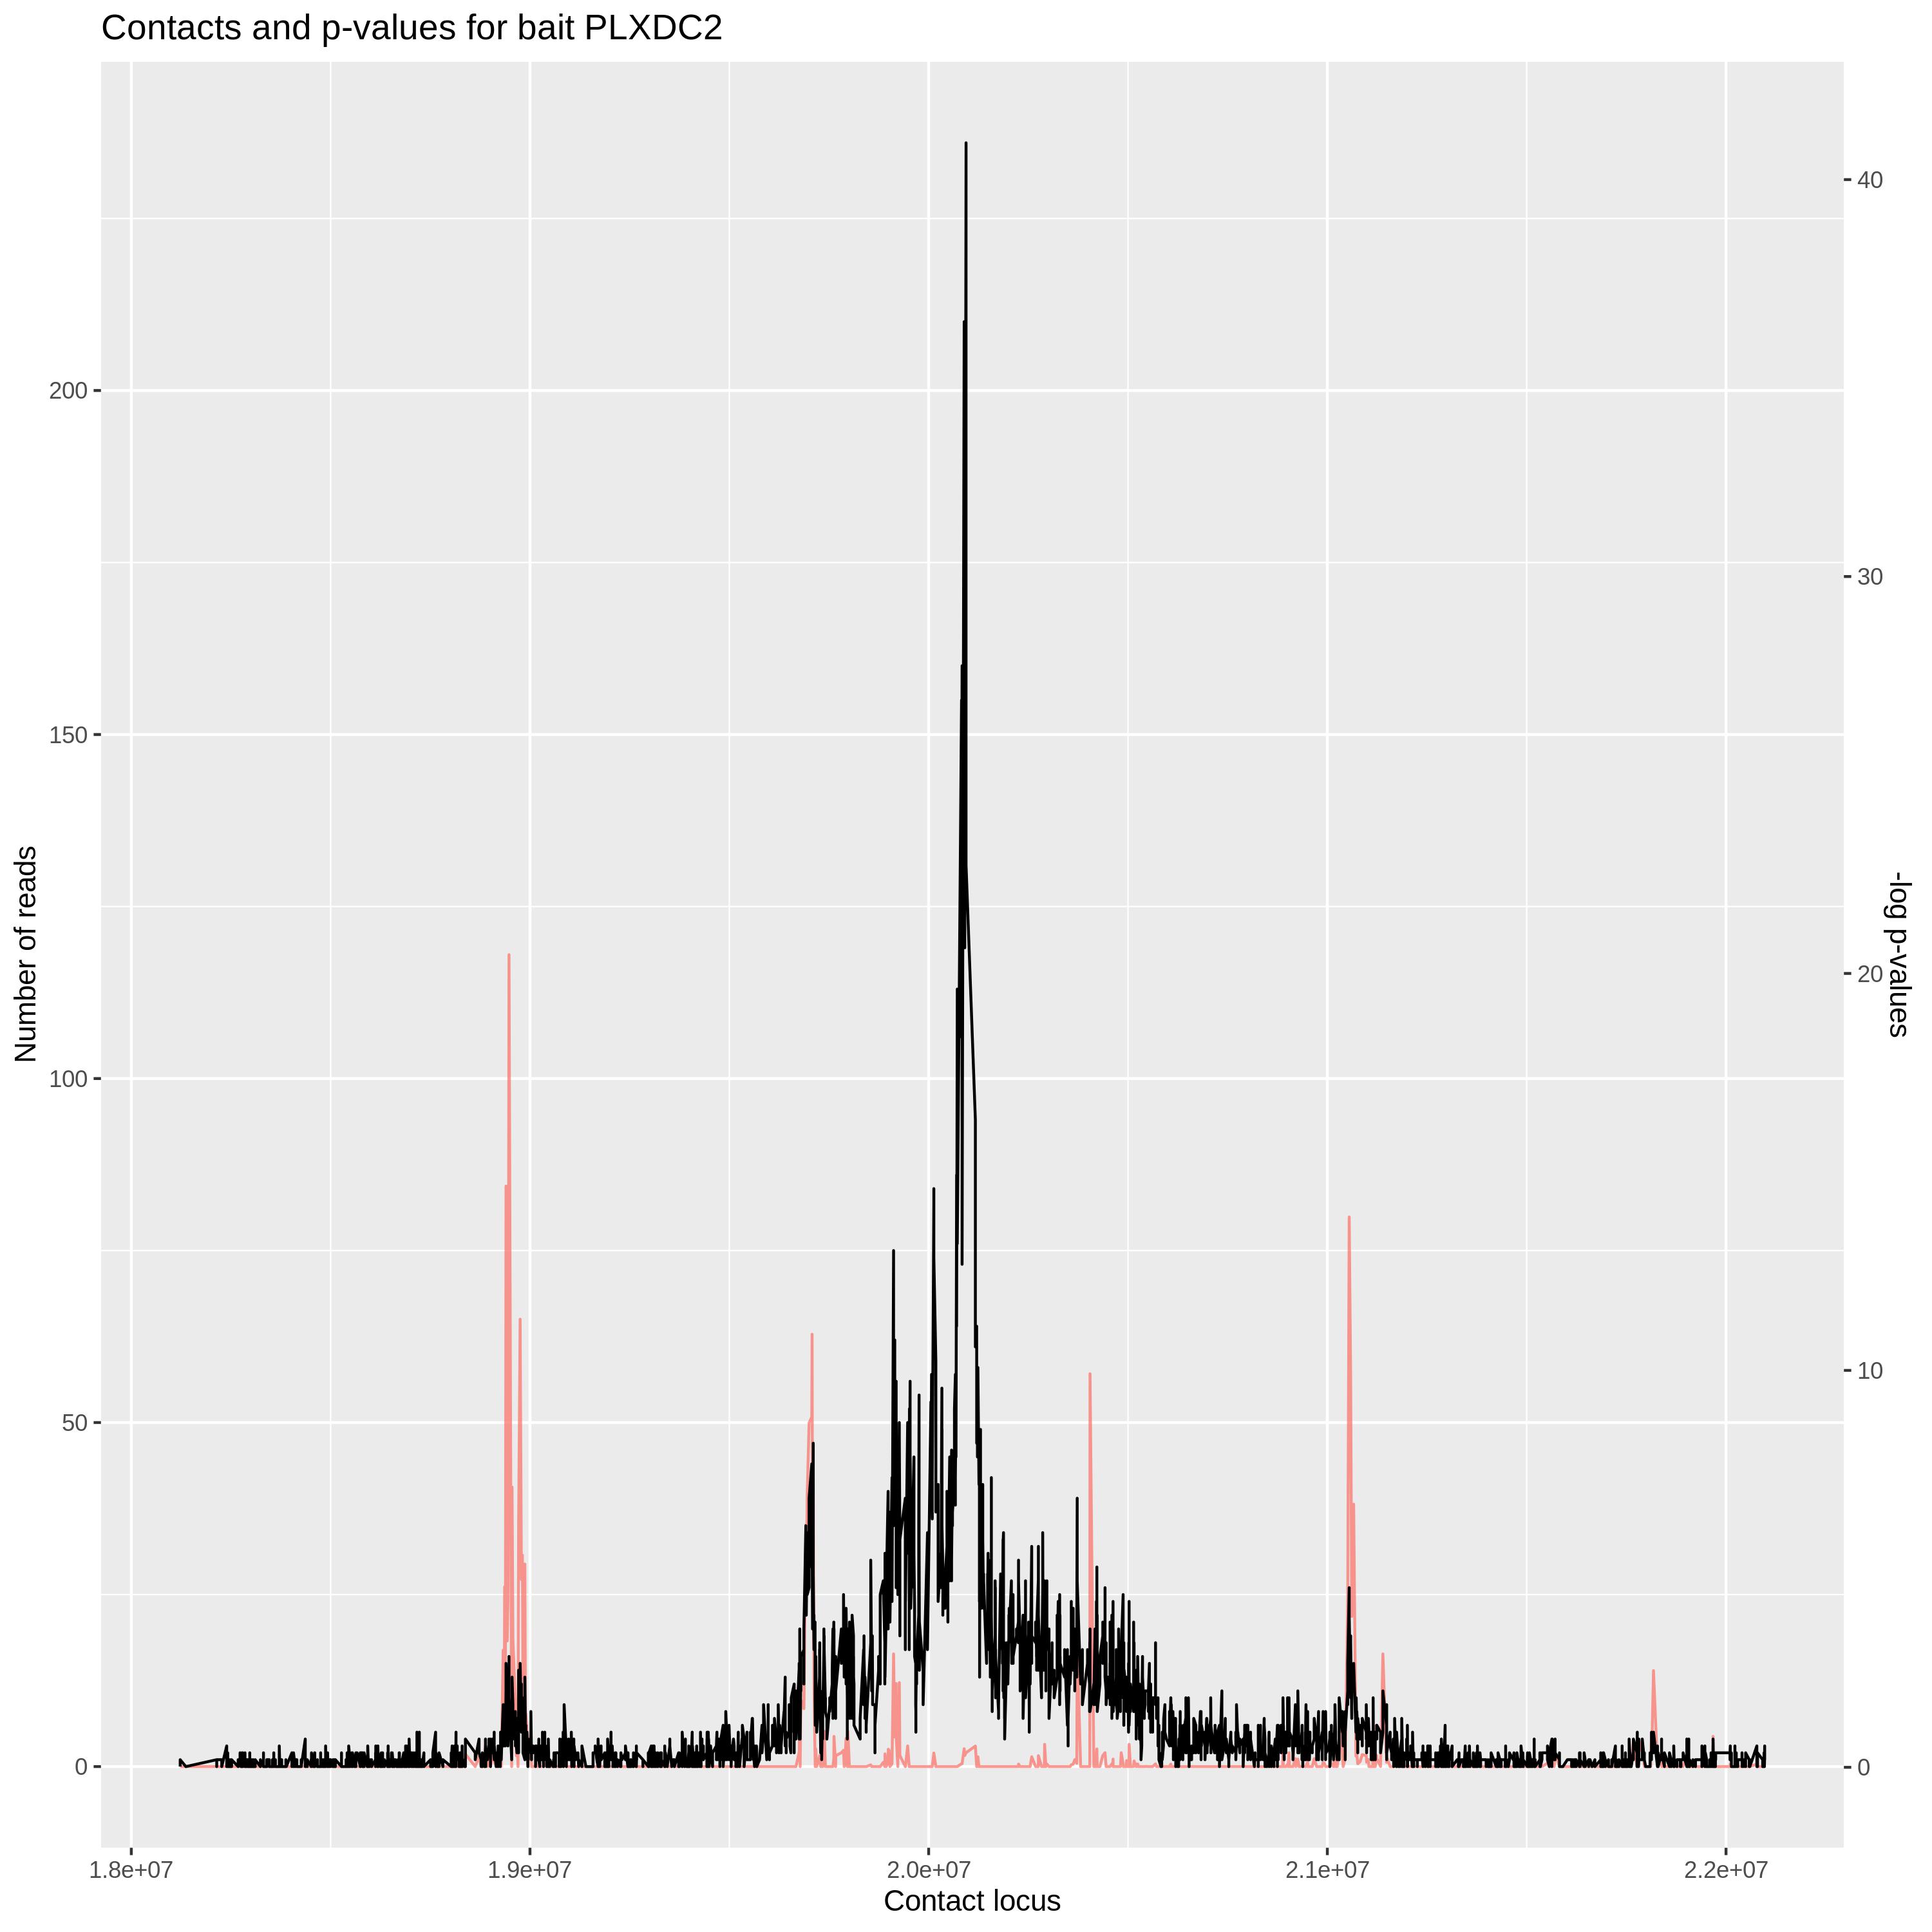 Contacts and p-values for bait PLXDC2
200
150
100
50
0
Number of reads
40
30
20
10
0
-log p-values
1.8e+07
1.9e+07
2.0e+07
2.1e+07
2.2e+07
Contact locus